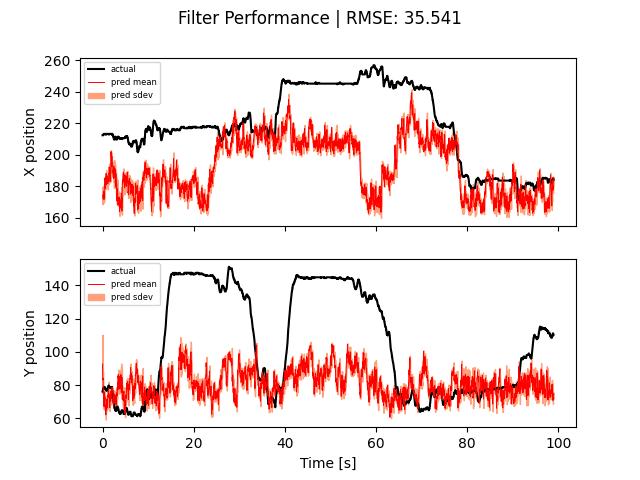 Filter Performance | RMSE: 35.541
260
240
220
200
180
160
X position
actual
pred mean
pred sdev
140
120
100
80
60
Y position
actual
pred mean
pred sdev
0 20 40 60 80 100
Time [s]